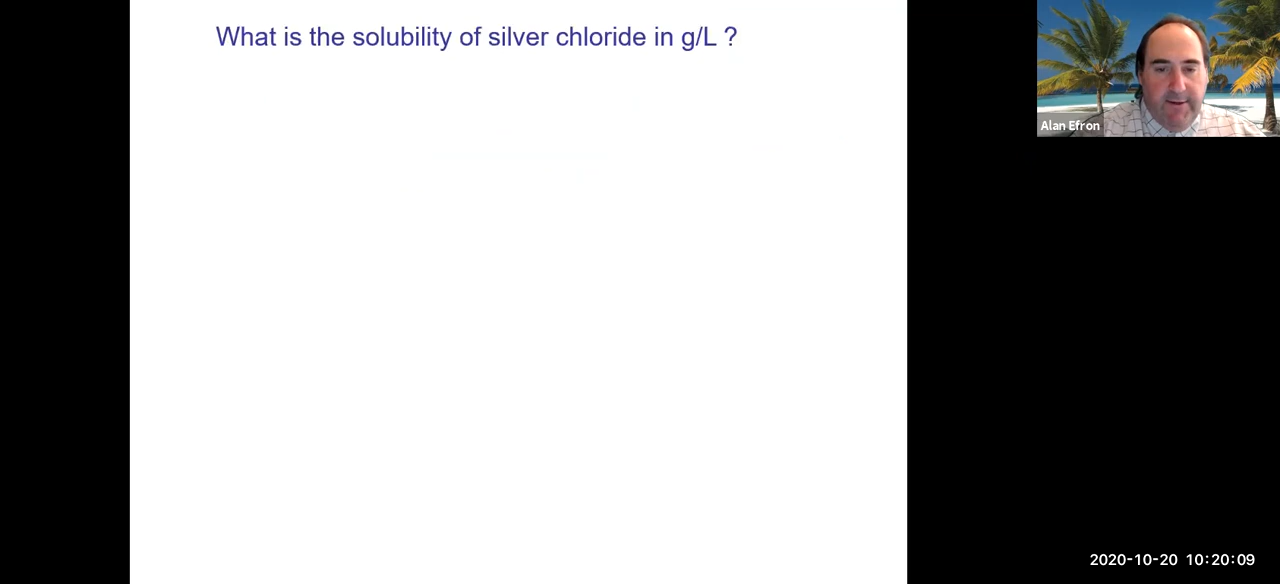 What is the solubility of silver chloride in g/L ?
Alan Efron
2020-10-20 10:20:09